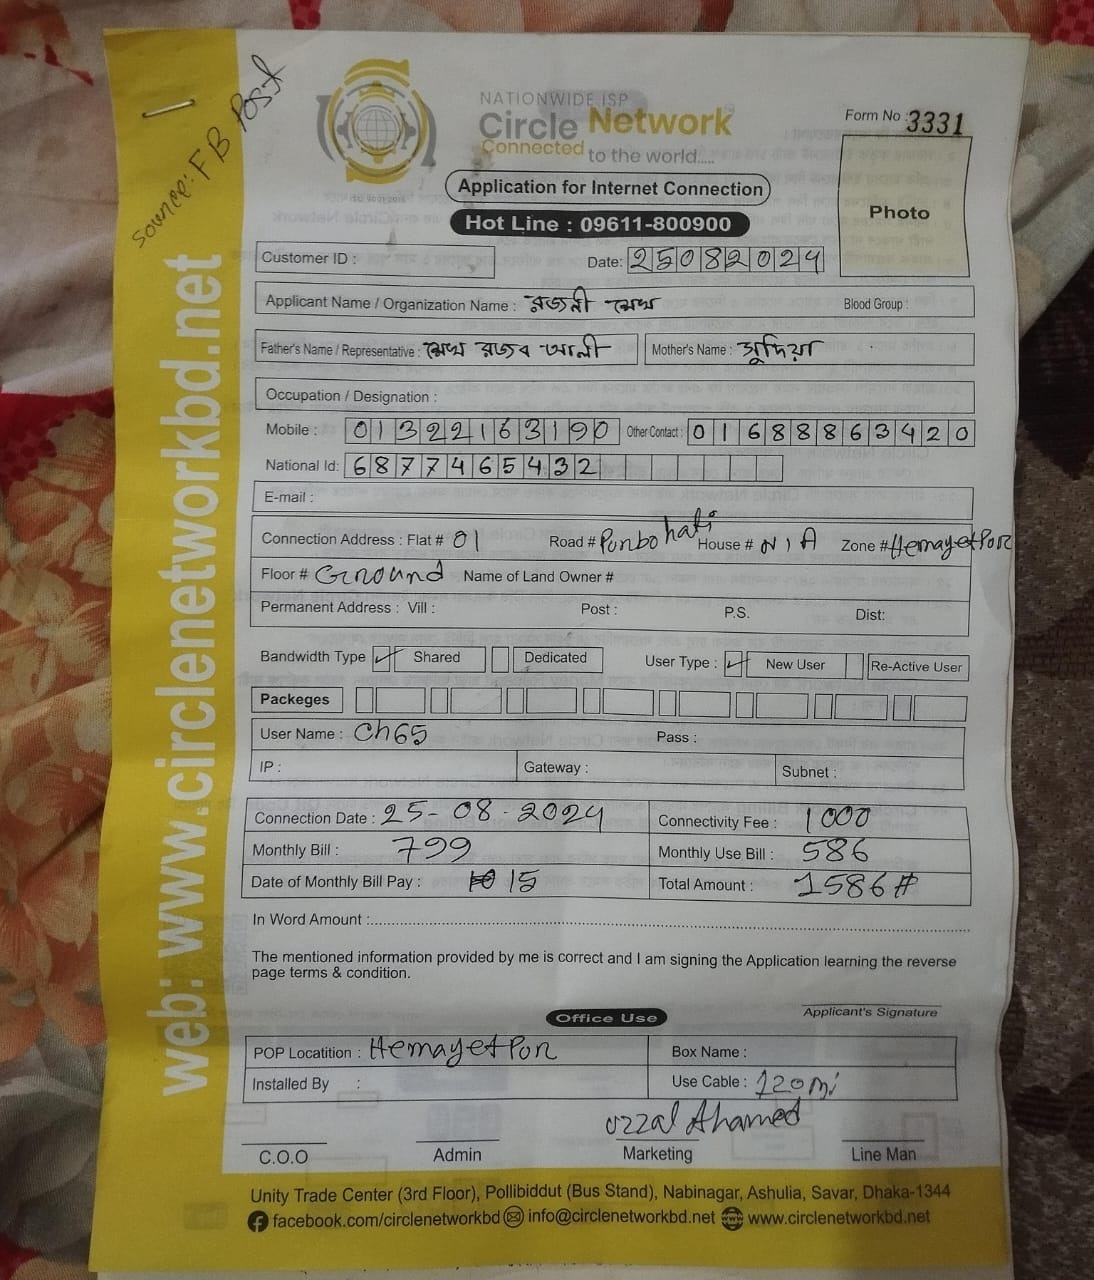 Source: FB Post
NATIONWIDE ISP
Circle Network
Connected to the world.....
ISO 9001:2015
Form No :3331
Application for Internet Connection
Photo
Hot Line : 09611-800900
Customer ID :
Date: 25082024
Applicant Name / Organization Name : রজনী শেখ
Blood Group :
Father's Name / Representative : শেখ রজব আলী Mother's Name : সুদিয়া
Occupation / Designation :
Mobile : 01322163190 Other Contact : 01688863420
National Id: 6877465432
E-mail :
Connection Address : Flat # 01 Road # Purbo hati House # N/A Zone # HemayetPur
Floor # Ground Name of Land Owner #
Permanent Address : Vill : Post : P.S. Dist:
Bandwidth Type Shared Dedicated User Type : New User Re-Active User
Packeges
User Name : Ch65 Pass :
IP : Gateway : Subnet :
Connection Date : 25-08-2024 Connectivity Fee : 1000
Monthly Bill : 799 Monthly Use Bill : 586
Date of Monthly Bill Pay : 15 Total Amount : 1586#
In Word Amount :
The mentioned information provided by me is correct and I am signing the Application learning the reverse
page terms & condition.
Applicant's Signature
Office Use
POP Locatition : HemayetPur Box Name :
Installed By : Use Cable : 120 mi
uzzal Ahamed
C.O.O Admin Marketing Line Man
Unity Trade Center (3rd Floor), Pollibiddut (Bus Stand), Nabinagar, Ashulia, Savar, Dhaka-1344
facebook.com/circlenetworkbd info@circlenetworkbd.net www.circlenetworkbd.net
web: www.circlenetworkbd.net